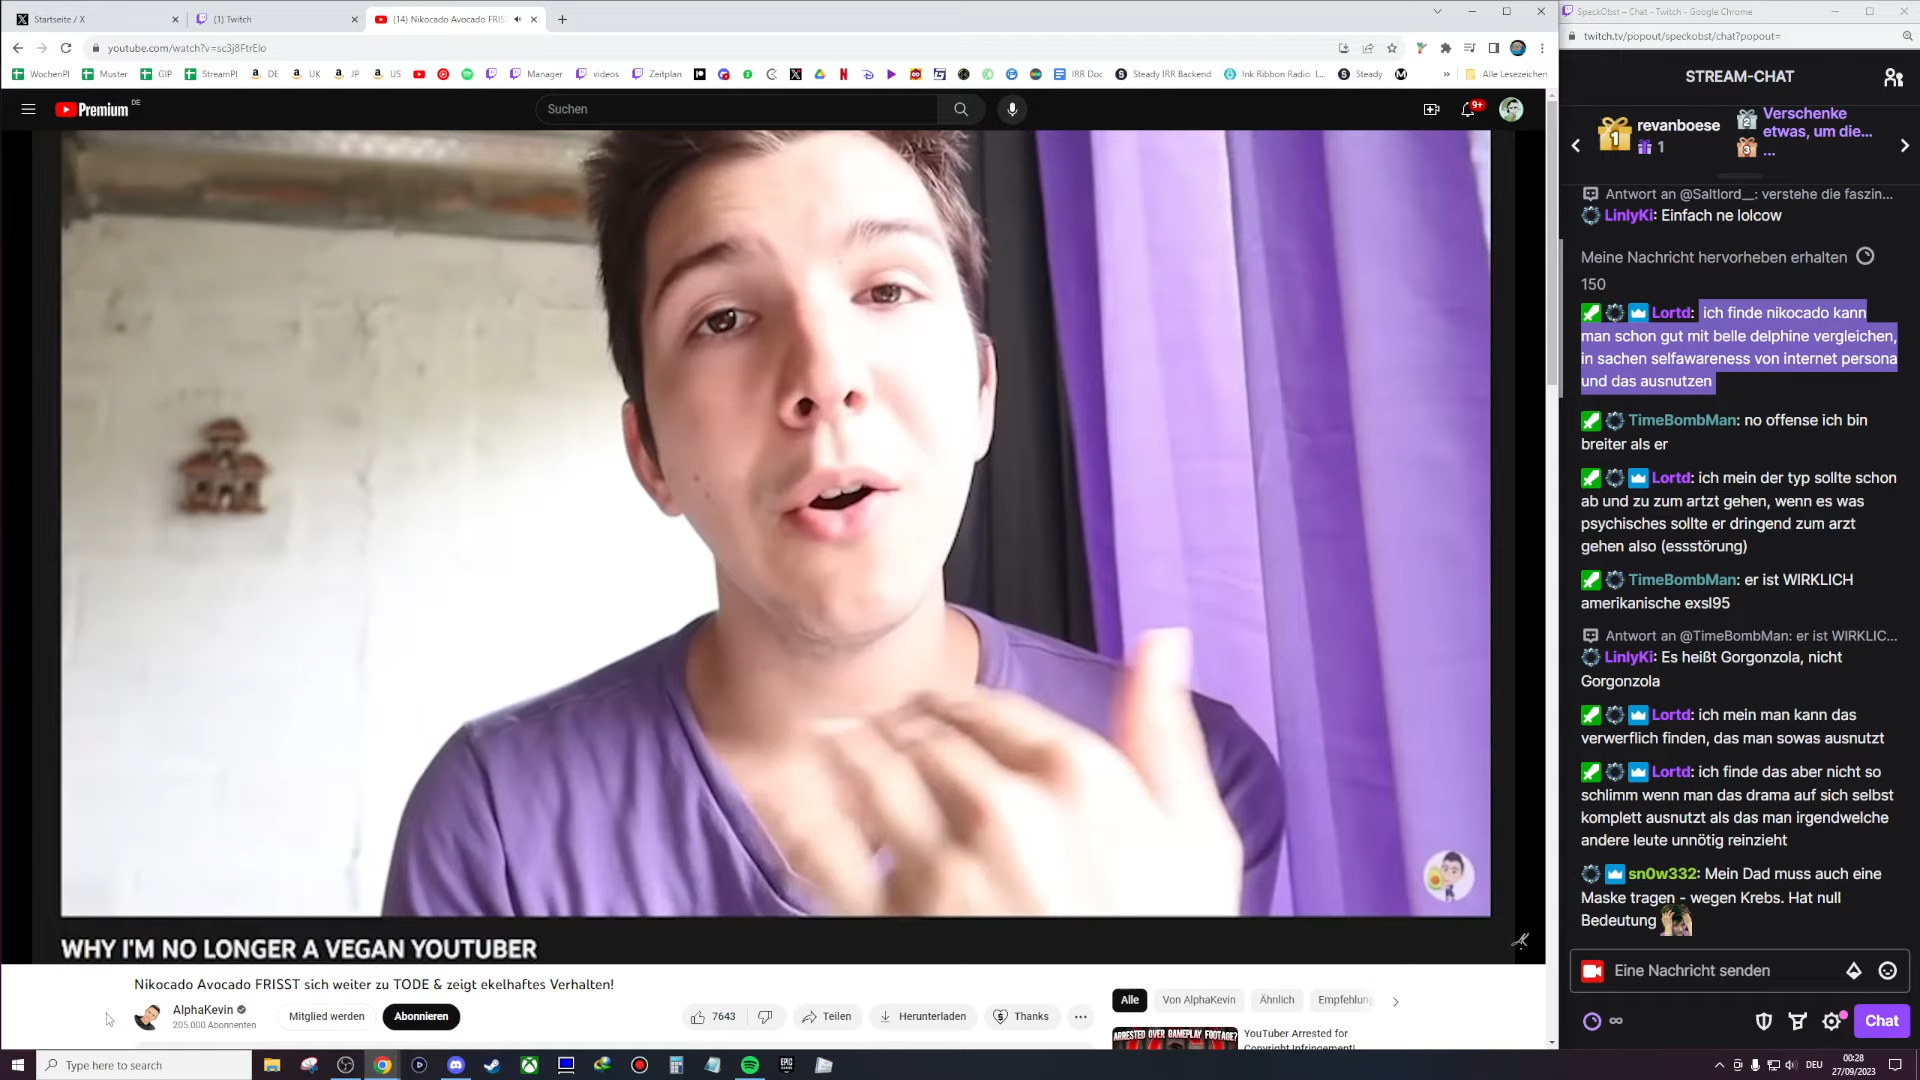 Startseite / X
(1) Twitch
(14) Nikocado Avocado FRIS
SpeckObst – Chat - Twitch - Google Chrome
youtube.com/watch?v=sc3j8FtrElo
twitch.tv/popout/speckobst/chat?popout=
WochenPl
Muster
GIP
StreamPl
DE
UK
JP
US
Manager
videos
Zeitplan
IRR Doc
Steady IRR Backend
Ink Ribbon Radio L...
Steady
Alle Lesezeichen
Premium DE
Suchen
9+
STREAM-CHAT
1
revanboese
1
2
3
Verschenke
etwas, um die...
...
Antwort an @Saltlord__: verstehe die faszin...
LinlyKi: Einfach ne lolcow
Meine Nachricht hervorheben erhalten
150
Lortd: ich finde nikocado kann
man schon gut mit belle delphine vergleichen,
in sachen selfawareness von internet persona
und das ausnutzen
TimeBombMan: no offense ich bin
breiter als er
Lortd: ich mein der typ sollte schon
ab und zu zum artzt gehen, wenn es was
psychisches sollte er dringend zum arzt
gehen also (essstörung)
TimeBombMan: er ist WIRKLICH
amerikanische exsl95
Antwort an @TimeBombMan: er ist WIRKLIC...
LinlyKi: Es heißt Gorgonzola, nicht
Gorgonzola
Lortd: ich mein man kann das
verwerflich finden, das man sowas ausnutzt
Lortd: ich finde das aber nicht so
schlimm wenn man das drama auf sich selbst
komplett ausnutzt als das man irgendwelche
andere leute unnötig reinzieht
sn0w332: Mein Dad muss auch eine
Maske tragen - wegen Krebs. Hat null
Bedeutung
Eine Nachricht senden
Chat
WHY I'M NO LONGER A VEGAN YOUTUBER
Nikocado Avocado FRISST sich weiter zu TODE & zeigt ekelhaftes Verhalten!
AlphaKevin
205.000 Abonnenten
Mitglied werden
Abonnieren
7643
Teilen
Herunterladen
Thanks
Alle
Von AlphaKevin
Ähnlich
Empfehlung
ARRESTED OVER GAMEPLAY FOOTAGE?
YouTuber Arrested for
Copyright Infringement!
Type here to search
DEU
00:28
27/09/2023